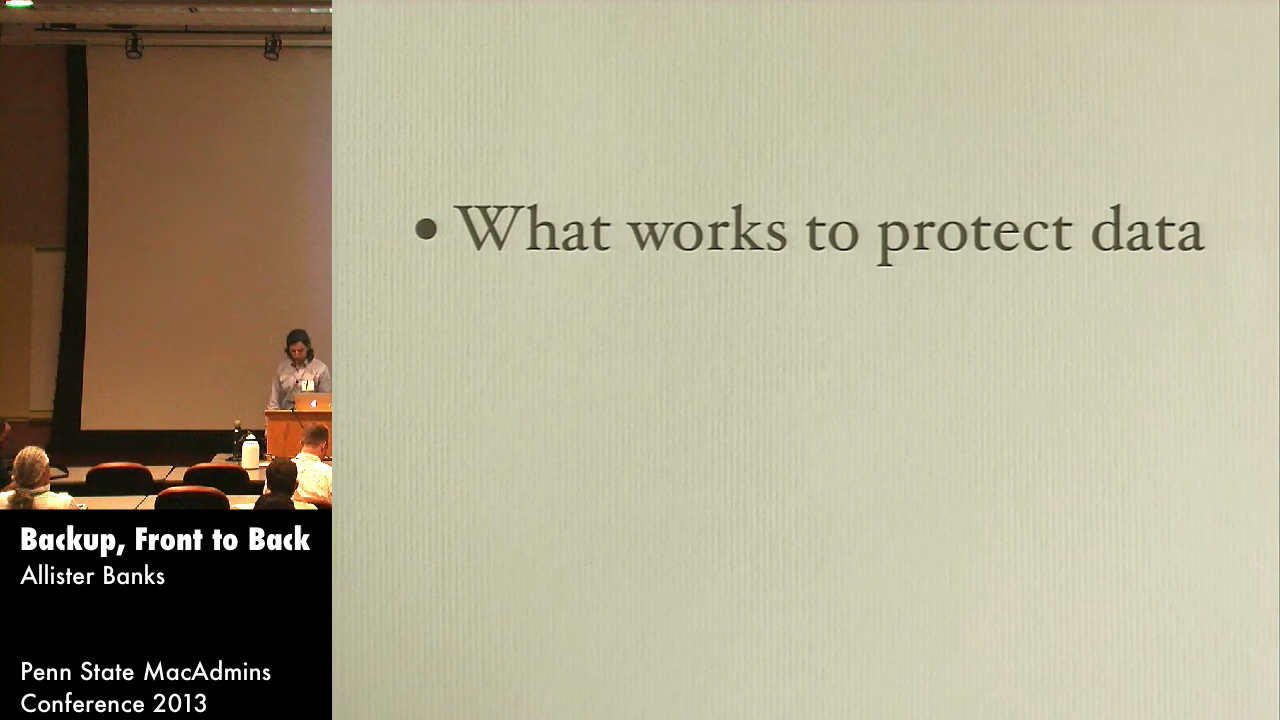 • What works to protect data
Backup, Front to Back
Allister Banks
Penn State MacAdmins
Conference 2013